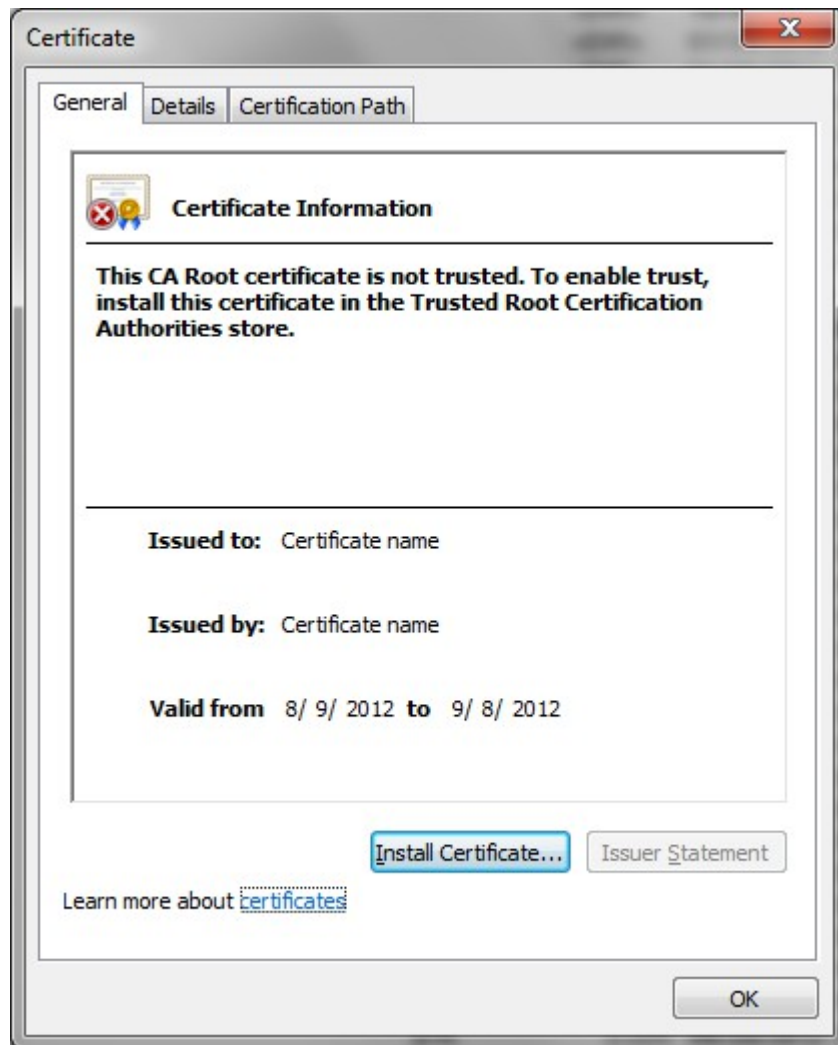 Certificate
General Details Certification Path
Certificate Information
This CA Root certificate is not trusted. To enable trust,
install this certificate in the Trusted Root Certification
Authorities store.
Issued to: Certificate name
Issued by: Certificate name
Valid from 8/ 9/ 2012 to 9/ 8/ 2012
Install Certificate... Issuer Statement
Learn more about certificates
OK